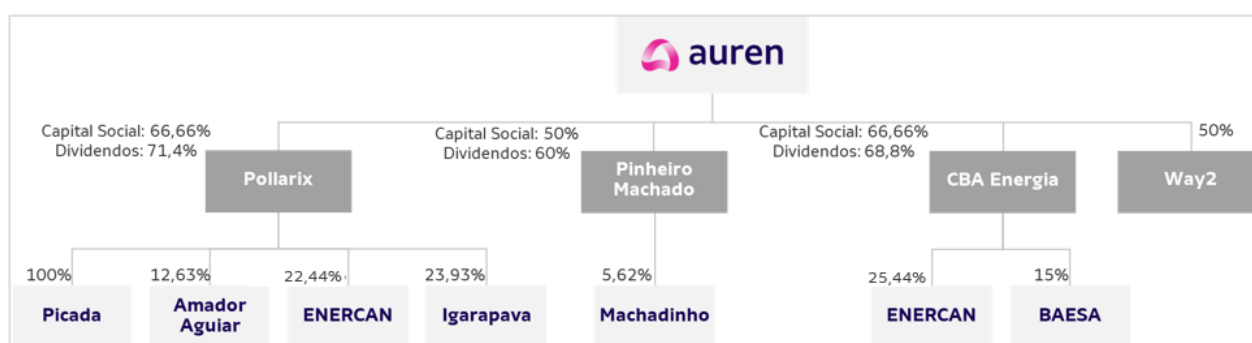 auren
Capital Social: 66,66%
Dividendos: 71,4%
Pollarix
Capital Social: 50%
Dividendos: 60%
Pinheiro
Machado
Capital Social: 66,66%
Dividendos: 68,8%
CBA Energia
50%
Way2
100%
Picada
12,63%
Amador
Aguiar
22,44%
ENERCAN
23,93%
Igarapava
5,62%
Machadinho
25,44%
ENERCAN
15%
BAESA